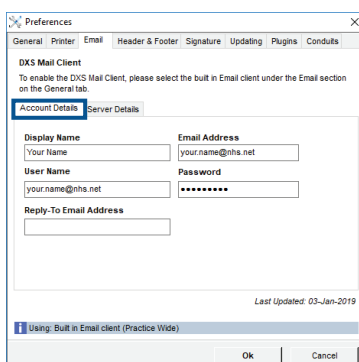 Preferences
General Printer Email Header & Footer Signature Updating Plugins Conduits
DXS Mail Client
To enable the DXS Mail Client, please select the built in Email client under the Email section
on the General tab.
Account Details Server Details
Display Name Email Address
Your Name your.name@nhs.net
User Name Password
your.name@nhs.net •••••••••
Reply-To Email Address
Last Updated: 03-Jan-2019
Using: Built in Email client (Practice Wide)
Ok Cancel